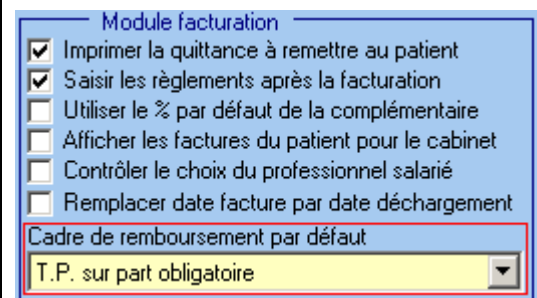 Module facturation
Imprimer la quittance à remettre au patient
Saisir les règlements après la facturation
Utiliser le % par défaut de la complémentaire
Afficher les factures du patient pour le cabinet
Contrôler le choix du professionnel salarié
Remplacer date facture par date déchargement
Cadre de remboursement par défaut
T.P. sur part obligatoire